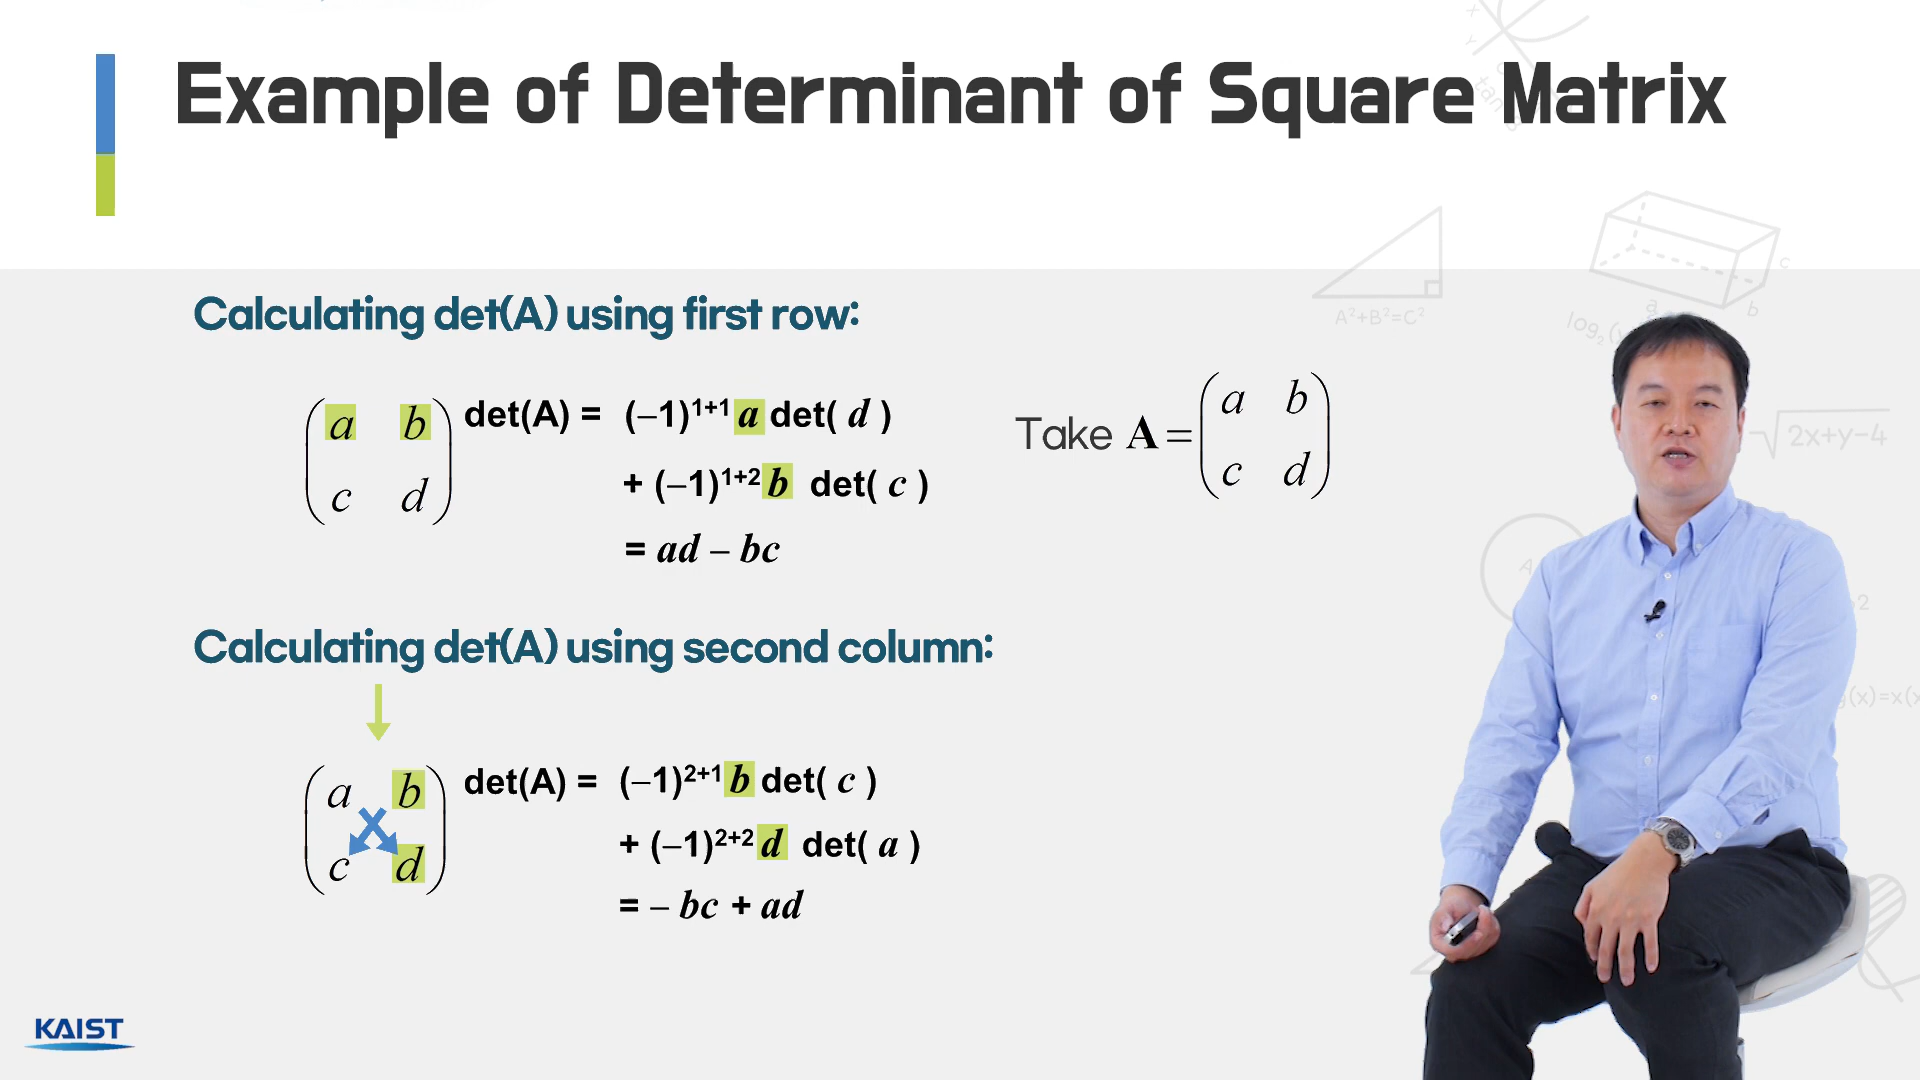 Example of Determinant of Square Matrix
Calculating det(A) using first row:
a b
c d
det(A) = (–1)¹⁺¹ a det( d )
+ (–1)¹⁺² b det( c )
= ad – bc
Take A = ( a b
c d )
Calculating det(A) using second column:
a b
c d
det(A) = (–1)²⁺¹ b det( c )
+ (–1)²⁺² d det( a )
= – bc + ad
A²+B²=C²
a
b
c
log₂(
√2x+y−4
A
2
g(x)=x(x
tan
x
y
KAIST